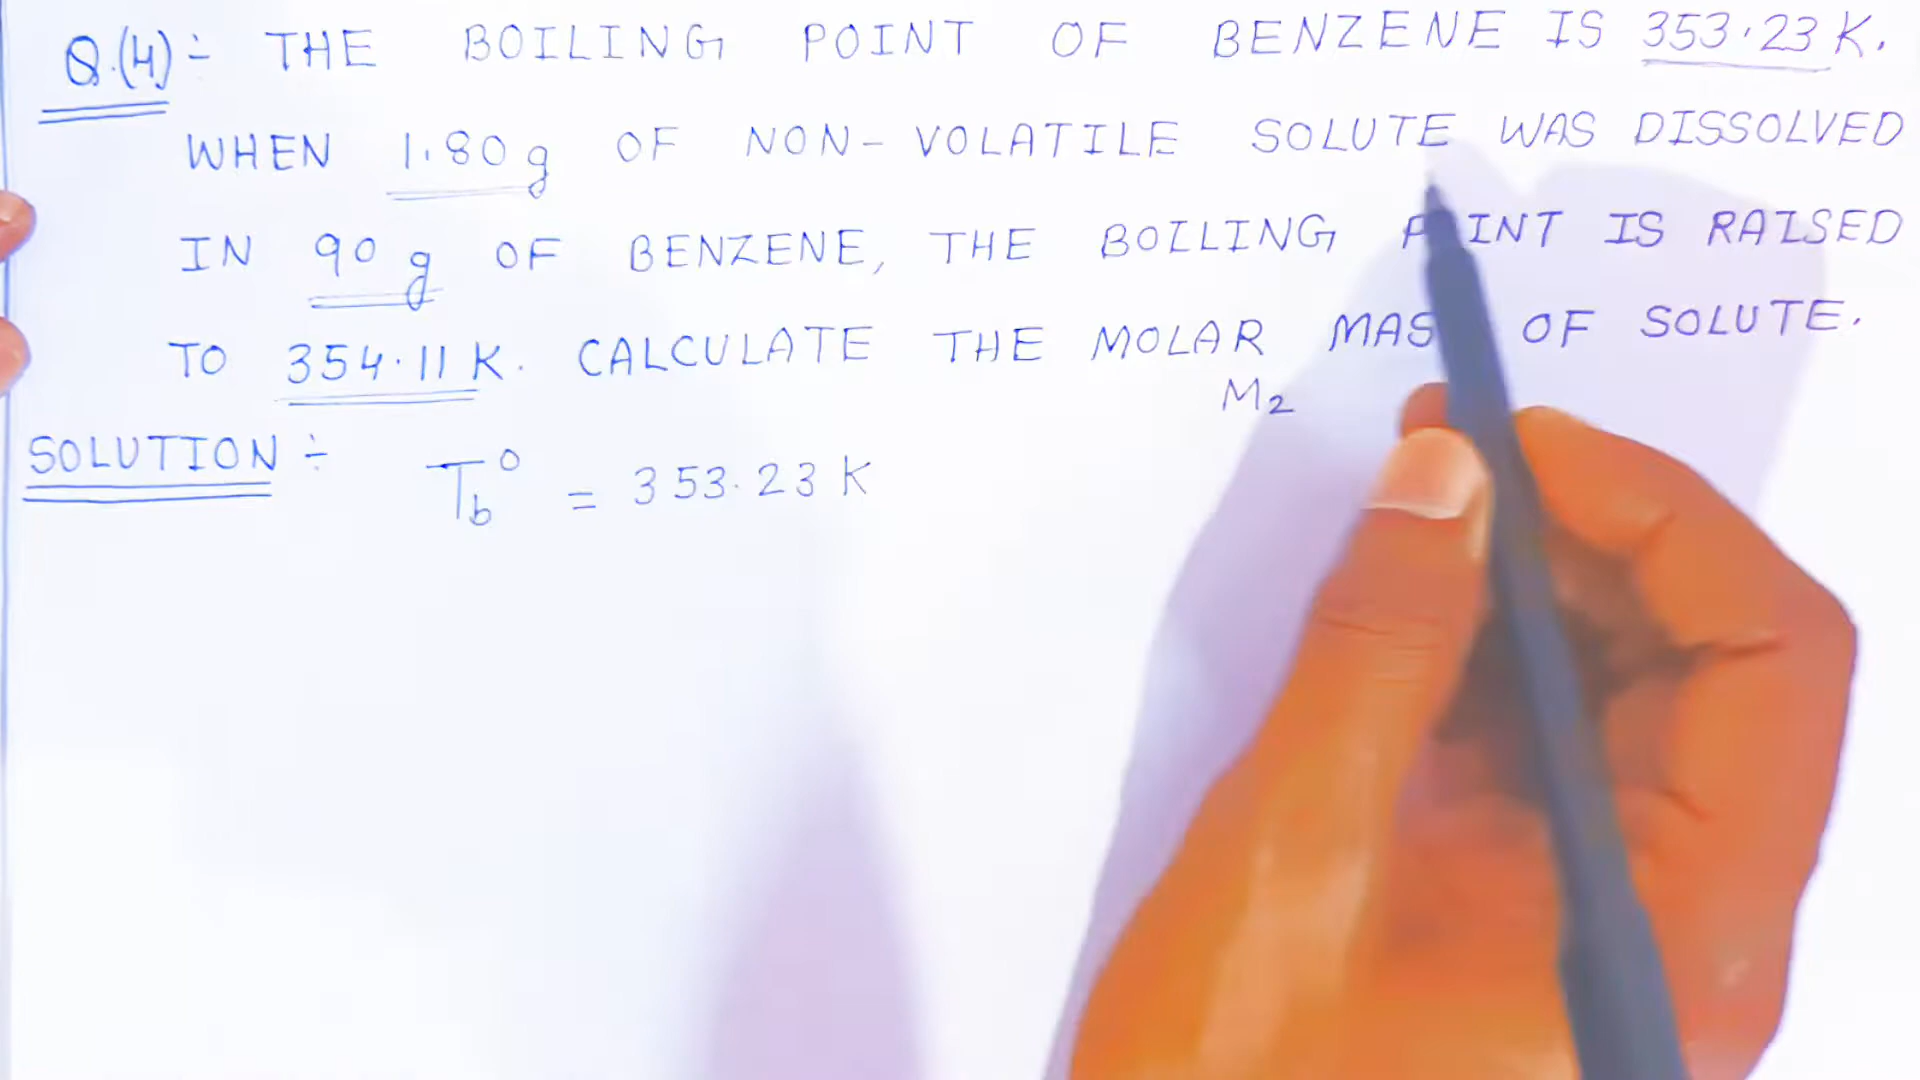 Q.(4):- THE BOILING POINT OF BENZENE IS 353.23 K.
WHEN 1.80 g OF NON-VOLATILE SOLUTE WAS DISSOLVED
IN 90 g OF BENZENE, THE BOILING IS RAISED
TO 354.11 K. CALCULATE THE MOLAR OF SOLUTE.
M₂
SOLUTION :- T_b° = 353.23 K